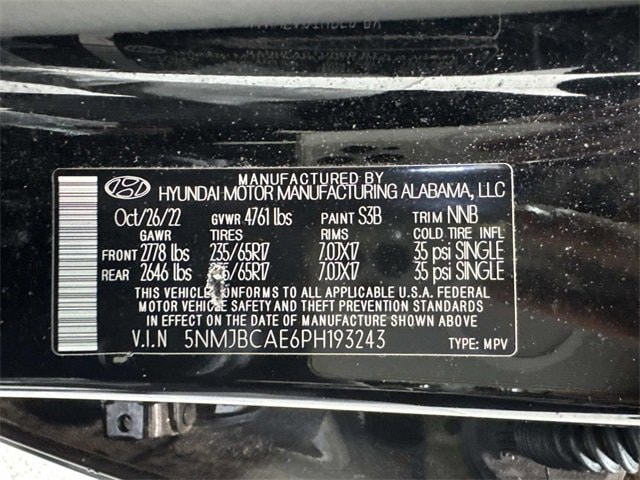 MANUFACTURED BY
HYUNDAI MOTOR MANUFACTURING ALABAMA, LLC
Oct/26/22 GVWR 4761 lbs PAINT S3B TRIM NNB
GAWR TIRES RIMS COLD TIRE INFL
FRONT 2778 lbs 235/65R17 7.0JX17 35 psi SINGLE
REAR 2646 lbs 7.0JX17 35 psi SINGLE
THIS VEHICLE TO ALL APPLICABLE U.S.A. FEDERAL
MOTOR VEHICLE SAFETY AND THEFT PREVENTION STANDARDS
IN EFFECT ON THE DATE OF MANUFACTURE SHOWN ABOVE.
V.I.N 5NMJBCAE6PH193243 TYPE: MPV